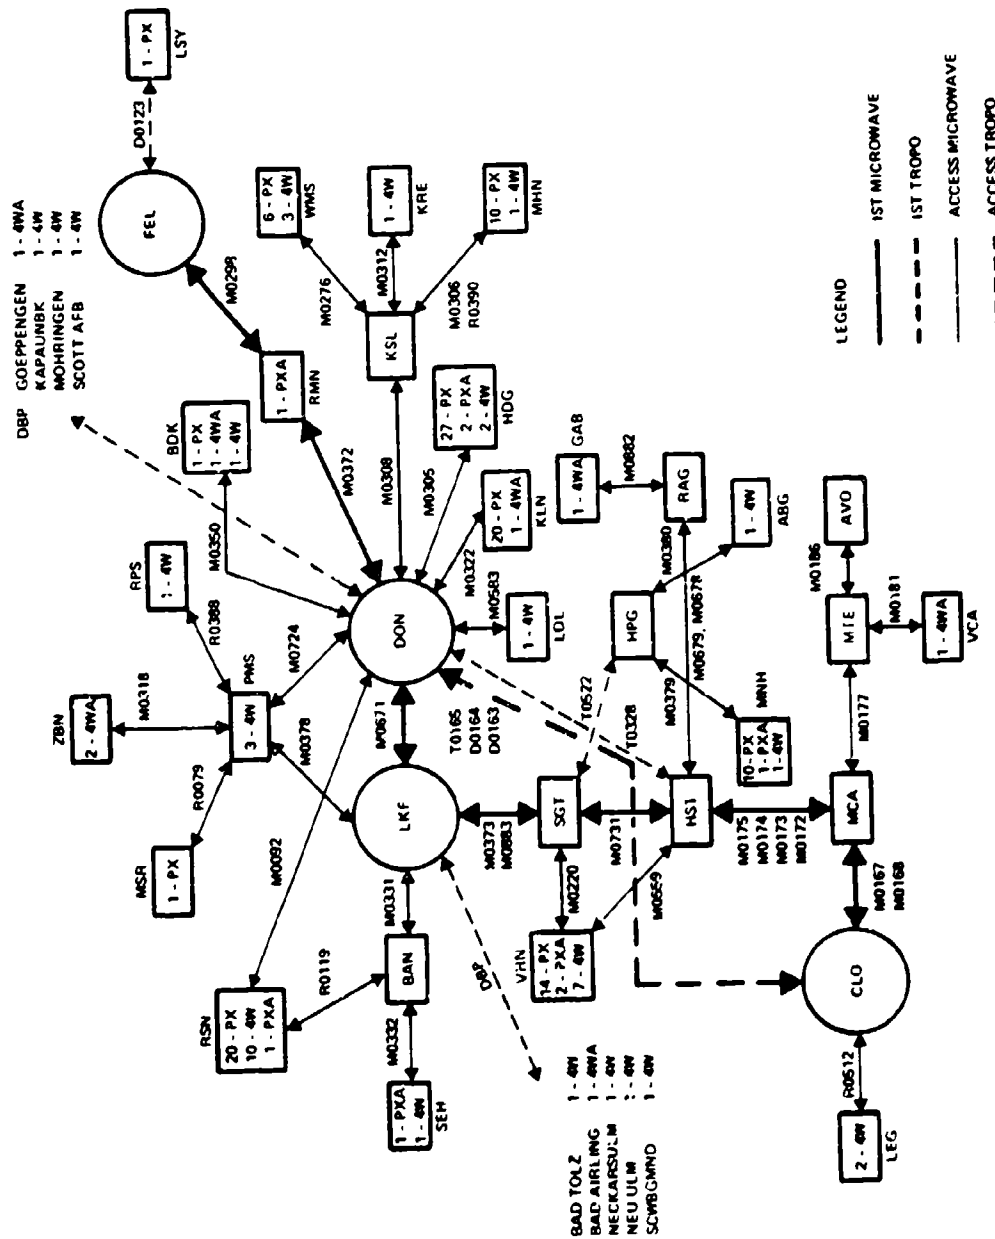 DBP
GOEPPENGEN 1 - 4WA
KAPAUNBK 1 - 4W
MOHRINGEN 1 - 4W
SCOTT AFB 1 - 4W
FEL
D0123
1 - PX
LSY
M0298
1 - PXA
RMN
M0372
BDK
1 - PX
1 - 4WA
1 - 4W
M0350
RPS
1 - 4W
R0388
ZBN
2 - 4WA
M0318
PMS
3 - 4W
M0724
M0378
R0079
MSR
1 - PX
M0092
RSN
20 - PX
10 - 4W
1 - PXA
R0119
BAN
M0331
M0332
1 - PXA
1 - 4W
SEH
LKF
M0671
DON
M0308
KSL
M0276
6 - PX
3 - 4W
WMS
M0312
1 - 4W
KRE
M0306
R0390
10 - PX
1 - 4W
MHN
M0305
27 - PX
2 - PXA
2 - 4W
HDG
M0322
20 - PX
1 - 4WA
KLN
M0583
1 - 4W
LDL
T0165
D0164
D0163
T0522
T0328
M0373
M0883
SGT
M0220
VHN
14 - PX
2 - PXA
7 - 4W
M0731
M0669
HST
DBP
BAD TOLZ 1 - 4W
BAD AIRLING 1 - 4WA
NECKARSULM 1 - 4W
NEU ULM 1 - 4W
SCWBGMND 1 - 4W
HPG
M0380
1 - 4W
ABG
M0379
MNH
10 - PX
1 - PXA
1 - 4W
M0679, M0678
RAG
M0882
1 - 4WA
GAB
M0175
M0174
M0173
M0172
MCA
M0177
MTE
M0186
AVO
M0181
1 - 4WA
VCA
M0167
M0168
CLO
R0512
2 - 4W
LEG
LEGEND
IST MICROWAVE
IST TROPO
ACCESS MICROWAVE
ACCESS TROPO